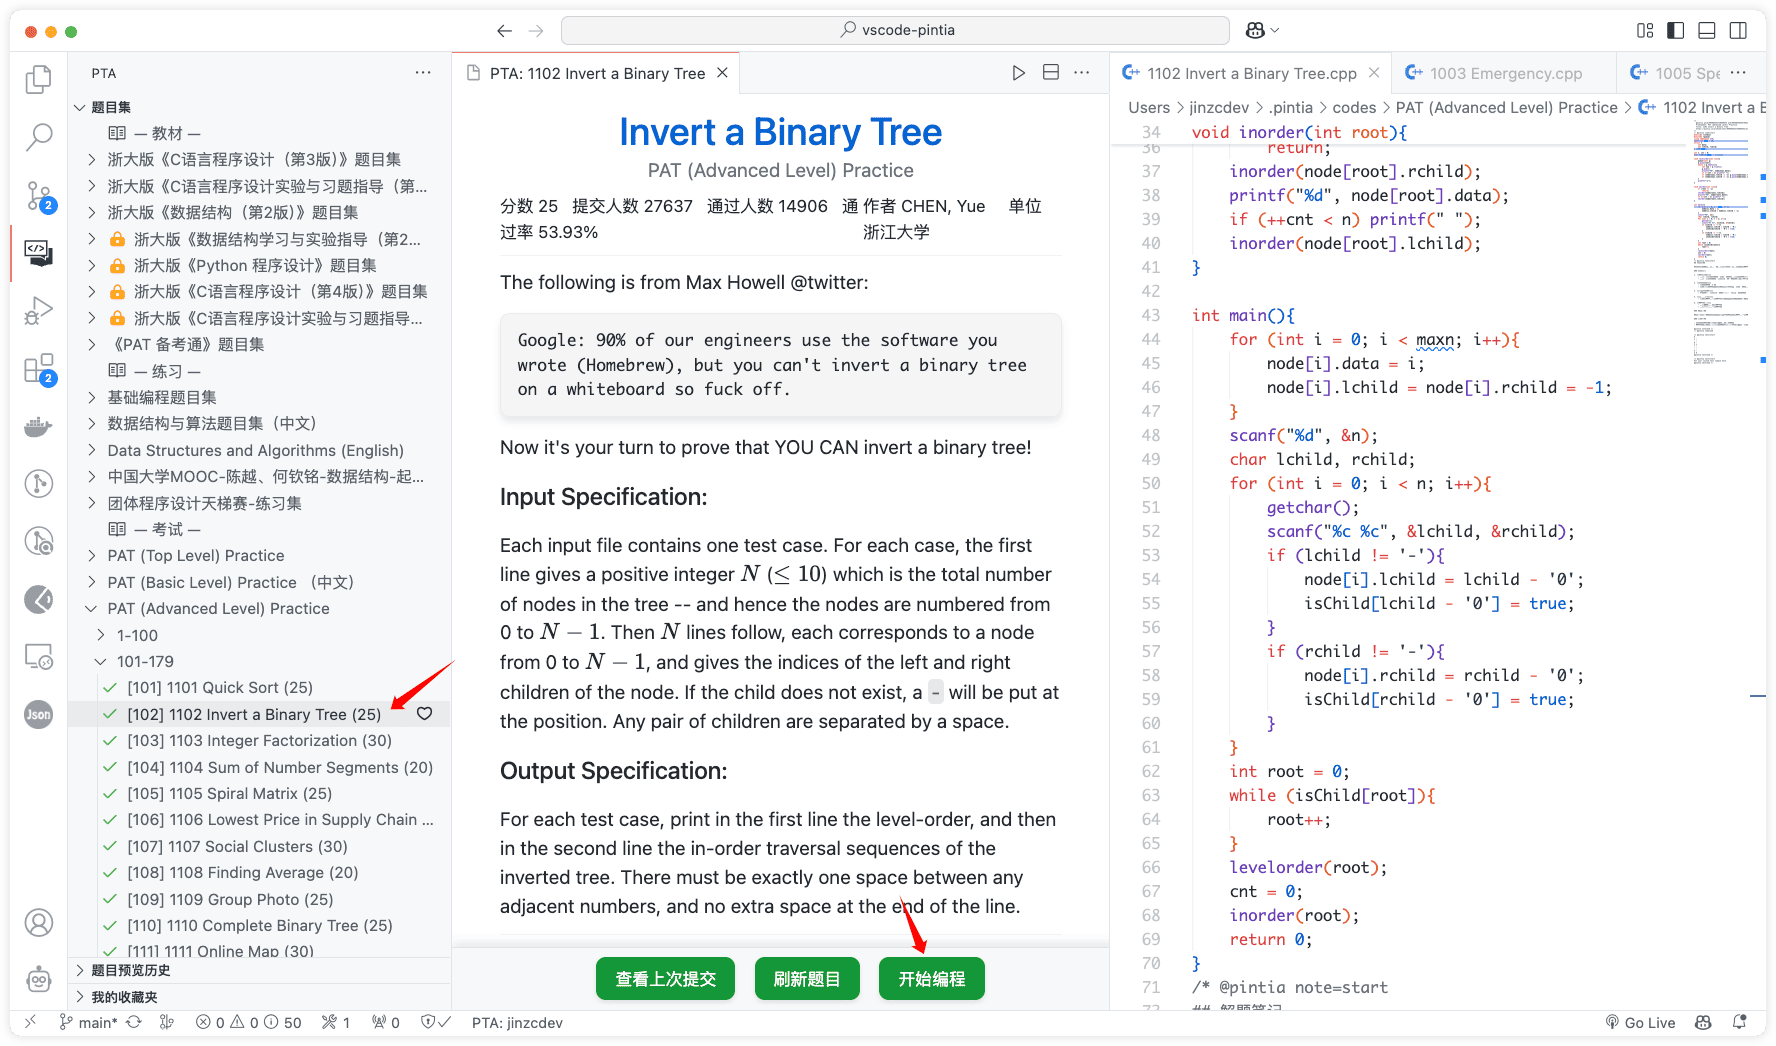 vscode-pintia
PTA
题目集
— 教材 —
浙大版《C语言程序设计（第3版）》题目集
浙大版《C语言程序设计实验与习题指导（第...
浙大版《数据结构（第2版）》题目集
浙大版《数据结构学习与实验指导（第2...
浙大版《Python 程序设计》题目集
浙大版《C语言程序设计（第4版）》题目集
浙大版《C语言程序设计实验与习题指导...
《PAT 备考通》题目集
— 练习 —
基础编程题目集
数据结构与算法题目集（中文）
Data Structures and Algorithms (English)
中国大学MOOC-陈越、何钦铭-数据结构-起...
团体程序设计天梯赛-练习集
— 考试 —
PAT (Top Level) Practice
PAT (Basic Level) Practice （中文）
PAT (Advanced Level) Practice
1-100
101-179
[101] 1101 Quick Sort (25)
[102] 1102 Invert a Binary Tree (25)
[103] 1103 Integer Factorization (30)
[104] 1104 Sum of Number Segments (20)
[105] 1105 Spiral Matrix (25)
[106] 1106 Lowest Price in Supply Chain ...
[107] 1107 Social Clusters (30)
[108] 1108 Finding Average (20)
[109] 1109 Group Photo (25)
[110] 1110 Complete Binary Tree (25)
[111] 1111 Online Map (30)
题目预览历史
我的收藏夹
2
2
Json
PTA: 1102 Invert a Binary Tree
Invert a Binary Tree
PAT (Advanced Level) Practice
分数 25 提交人数 27637 通过人数 14906 通
过率 53.93%
作者 CHEN, Yue 单位
浙江大学
The following is from Max Howell @twitter:
Google: 90% of our engineers use the software you
wrote (Homebrew), but you can't invert a binary tree
on a whiteboard so fuck off.
Now it's your turn to prove that YOU CAN invert a binary tree!
Input Specification:
Each input file contains one test case. For each case, the first
line gives a positive integer N (≤ 10) which is the total number
of nodes in the tree -- and hence the nodes are numbered from
0 to N − 1. Then N lines follow, each corresponds to a node
from 0 to N − 1, and gives the indices of the left and right
children of the node. If the child does not exist, a - will be put at
the position. Any pair of children are separated by a space.
Output Specification:
For each test case, print in the first line the level-order, and then
in the second line the in-order traversal sequences of the
inverted tree. There must be exactly one space between any
adjacent numbers, and no extra space at the end of the line.
查看上次提交
刷新题目
开始编程
1102 Invert a Binary Tree.cpp
1003 Emergency.cpp
1005 Spe
Users > jinzcdev > .pintia > codes > PAT (Advanced Level) Practice > 1102 Invert a B
34 void inorder(int root){
36 return;
37 inorder(node[root].rchild);
38 printf("%d", node[root].data);
39 if (++cnt < n) printf(" ");
40 inorder(node[root].lchild);
41 }
42
43 int main(){
44 for (int i = 0; i < maxn; i++){
45 node[i].data = i;
46 node[i].lchild = node[i].rchild = -1;
47 }
48 scanf("%d", &n);
49 char lchild, rchild;
50 for (int i = 0; i < n; i++){
51 getchar();
52 scanf("%c %c", &lchild, &rchild);
53 if (lchild != '-'){
54 node[i].lchild = lchild - '0';
55 isChild[lchild - '0'] = true;
56 }
57 if (rchild != '-'){
58 node[i].rchild = rchild - '0';
59 isChild[rchild - '0'] = true;
60 }
61 }
62 int root = 0;
63 while (isChild[root]){
64 root++;
65 }
66 levelorder(root);
67 cnt = 0;
68 inorder(root);
69 return 0;
70 }
71 /* @pintia note=start
72 ## 解题笔记
main* 0 0 50 1 0 PTA: jinzcdev
Go Live